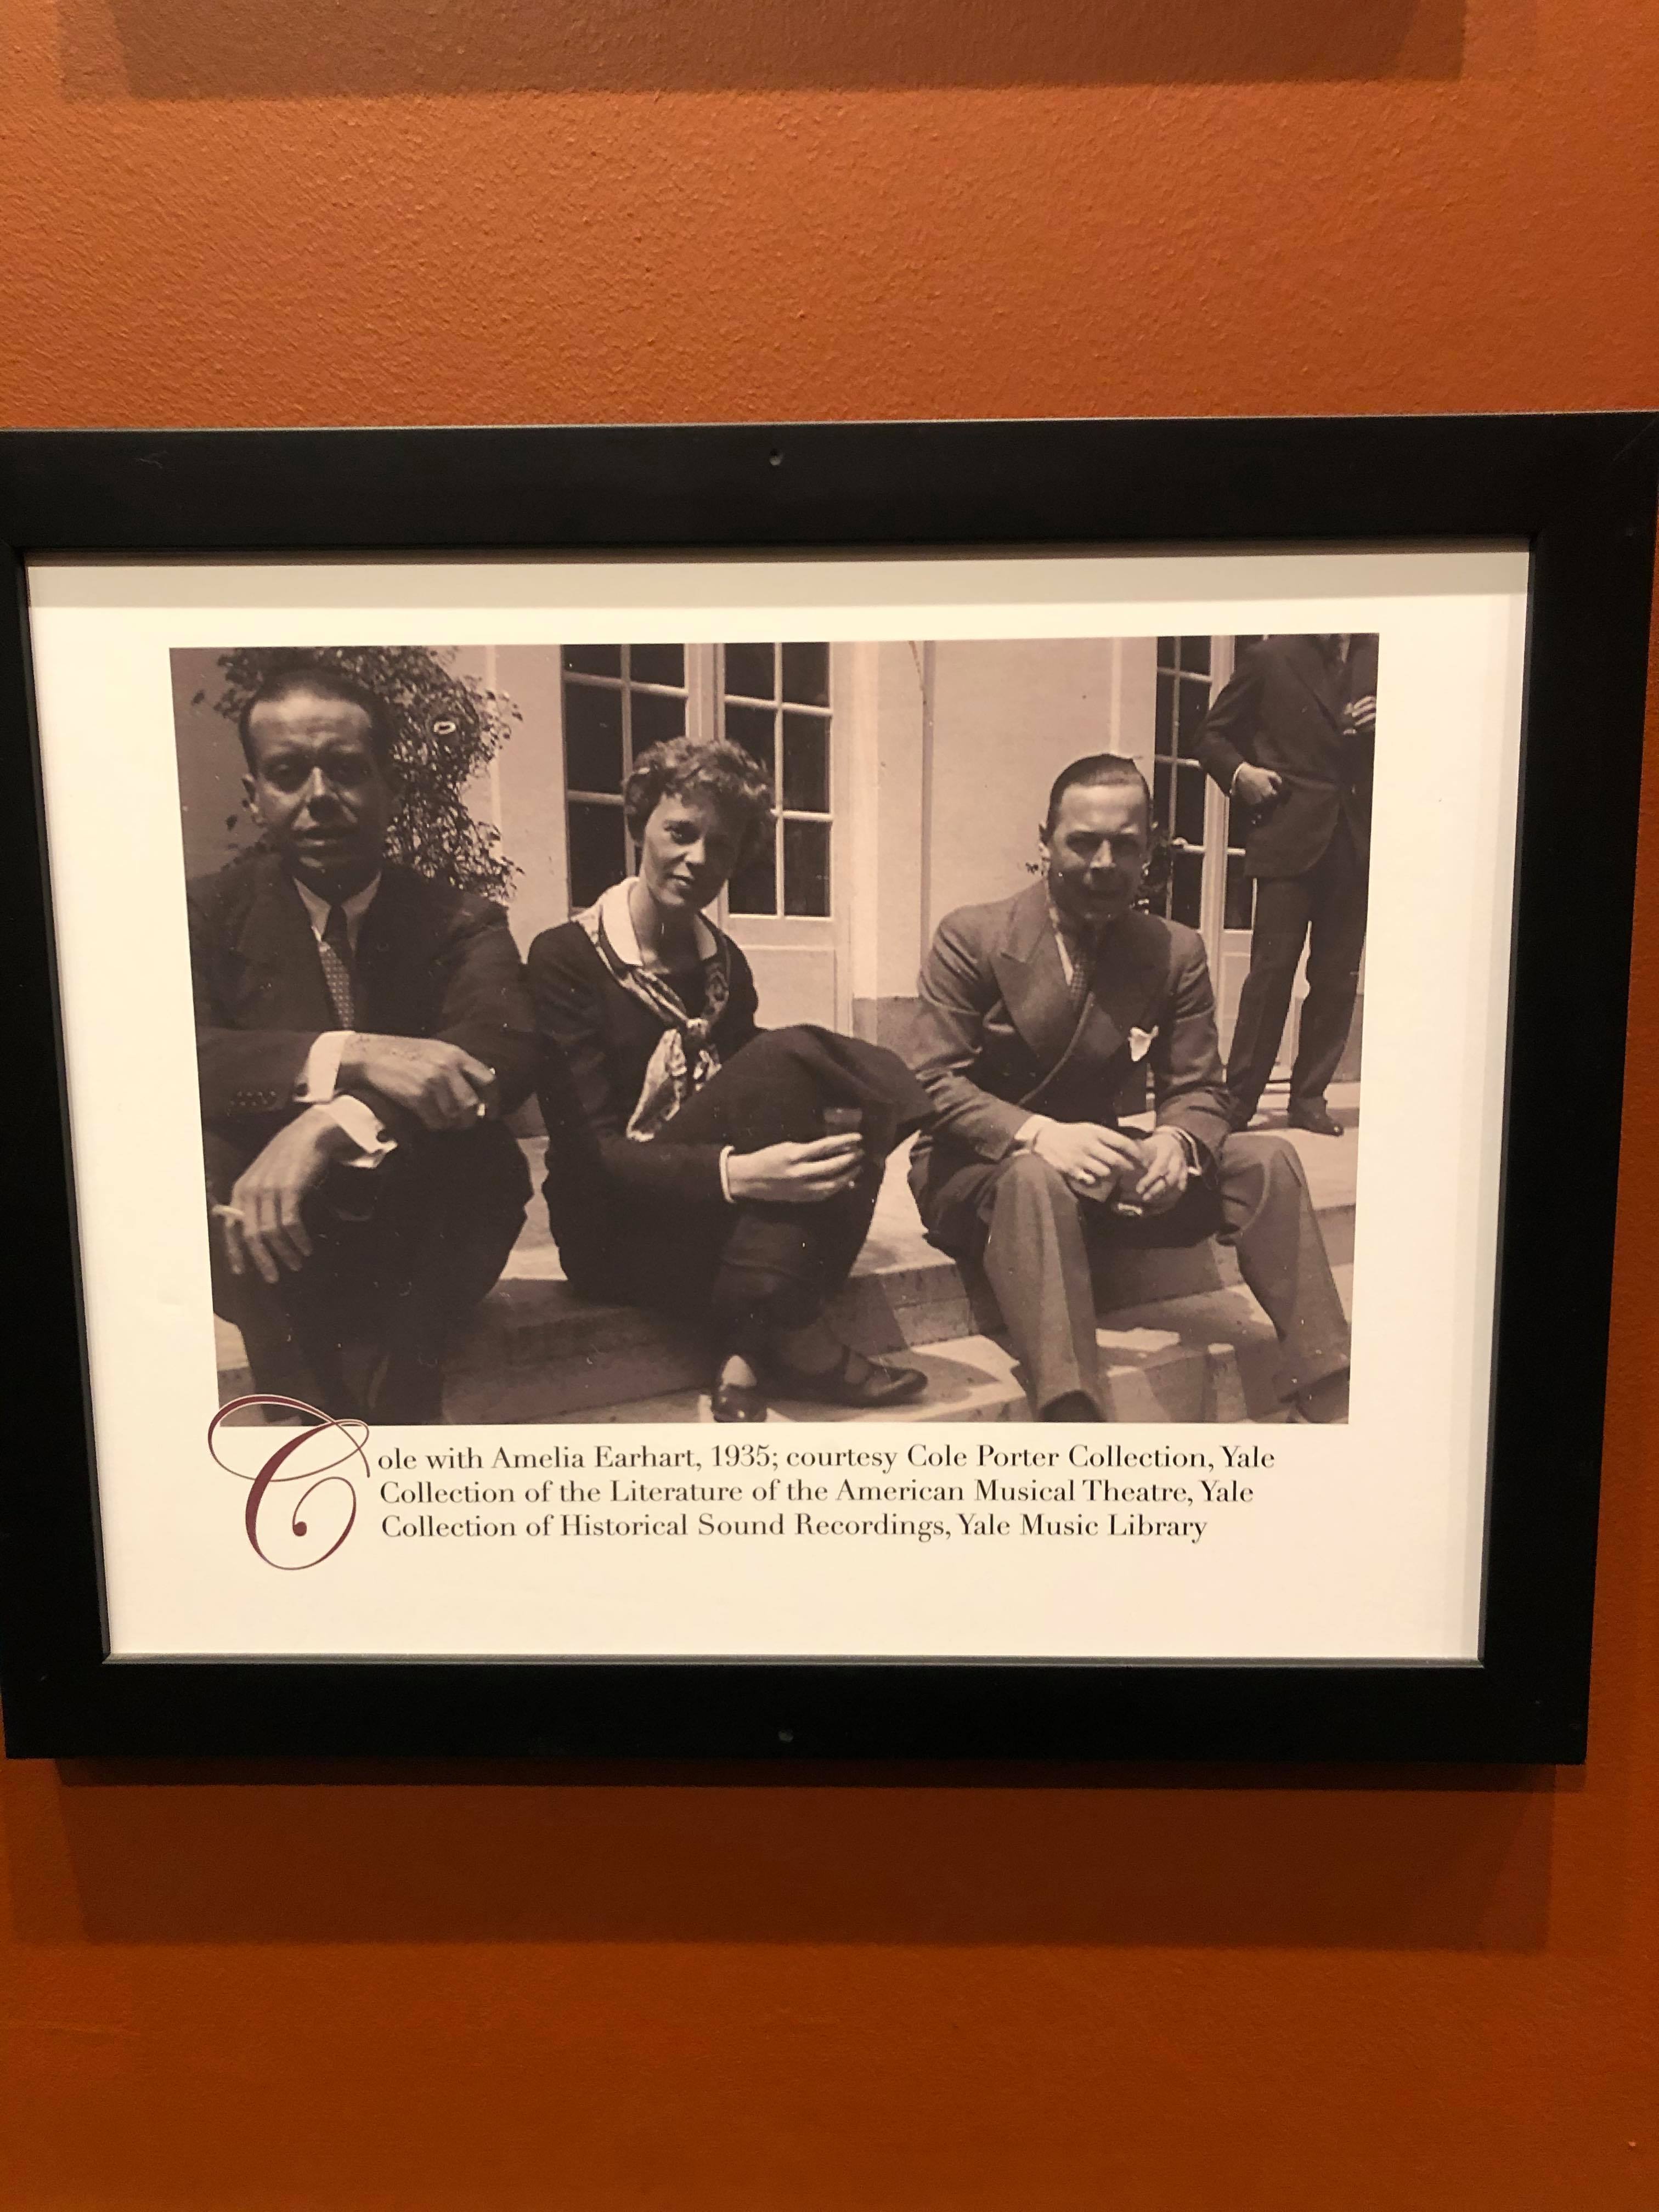 Cole with Amelia Earhart, 1935; courtesy Cole Porter Collection, Yale
Collection of the Literature of the American Musical Theatre, Yale
Collection of Historical Sound Recordings, Yale Music Library